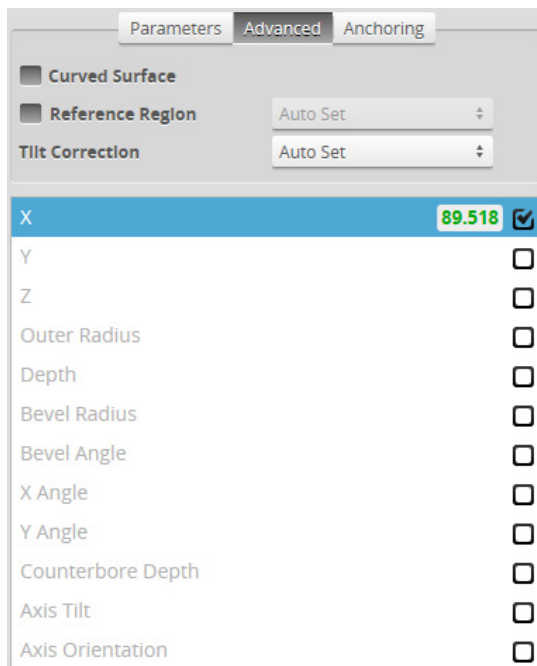 Parameters Advanced Anchoring
Curved Surface
Reference Region Auto Set
Tilt Correction Auto Set
X 89.518
Y
Z
Outer Radius
Depth
Bevel Radius
Bevel Angle
X Angle
Y Angle
Counterbore Depth
Axis Tilt
Axis Orientation